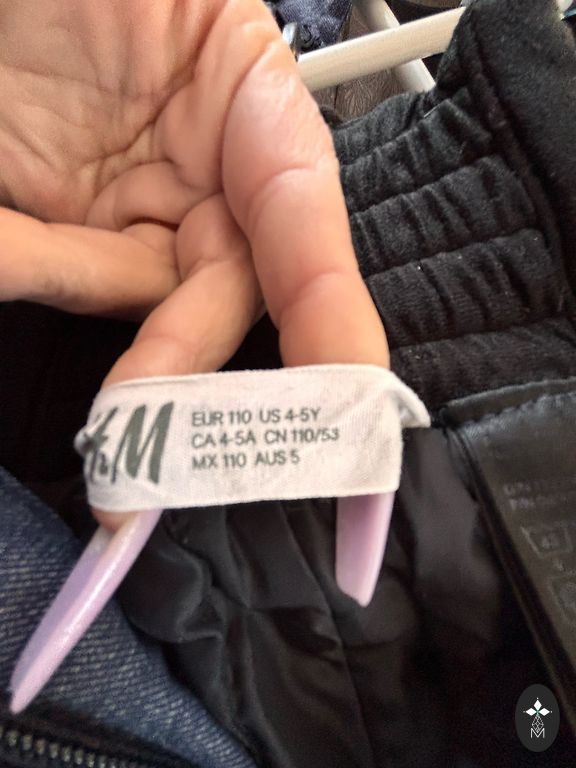 H&M
EUR 110 US 4-5Y
CA 4-5A CN 110/53
MX 110 AUS 5
M